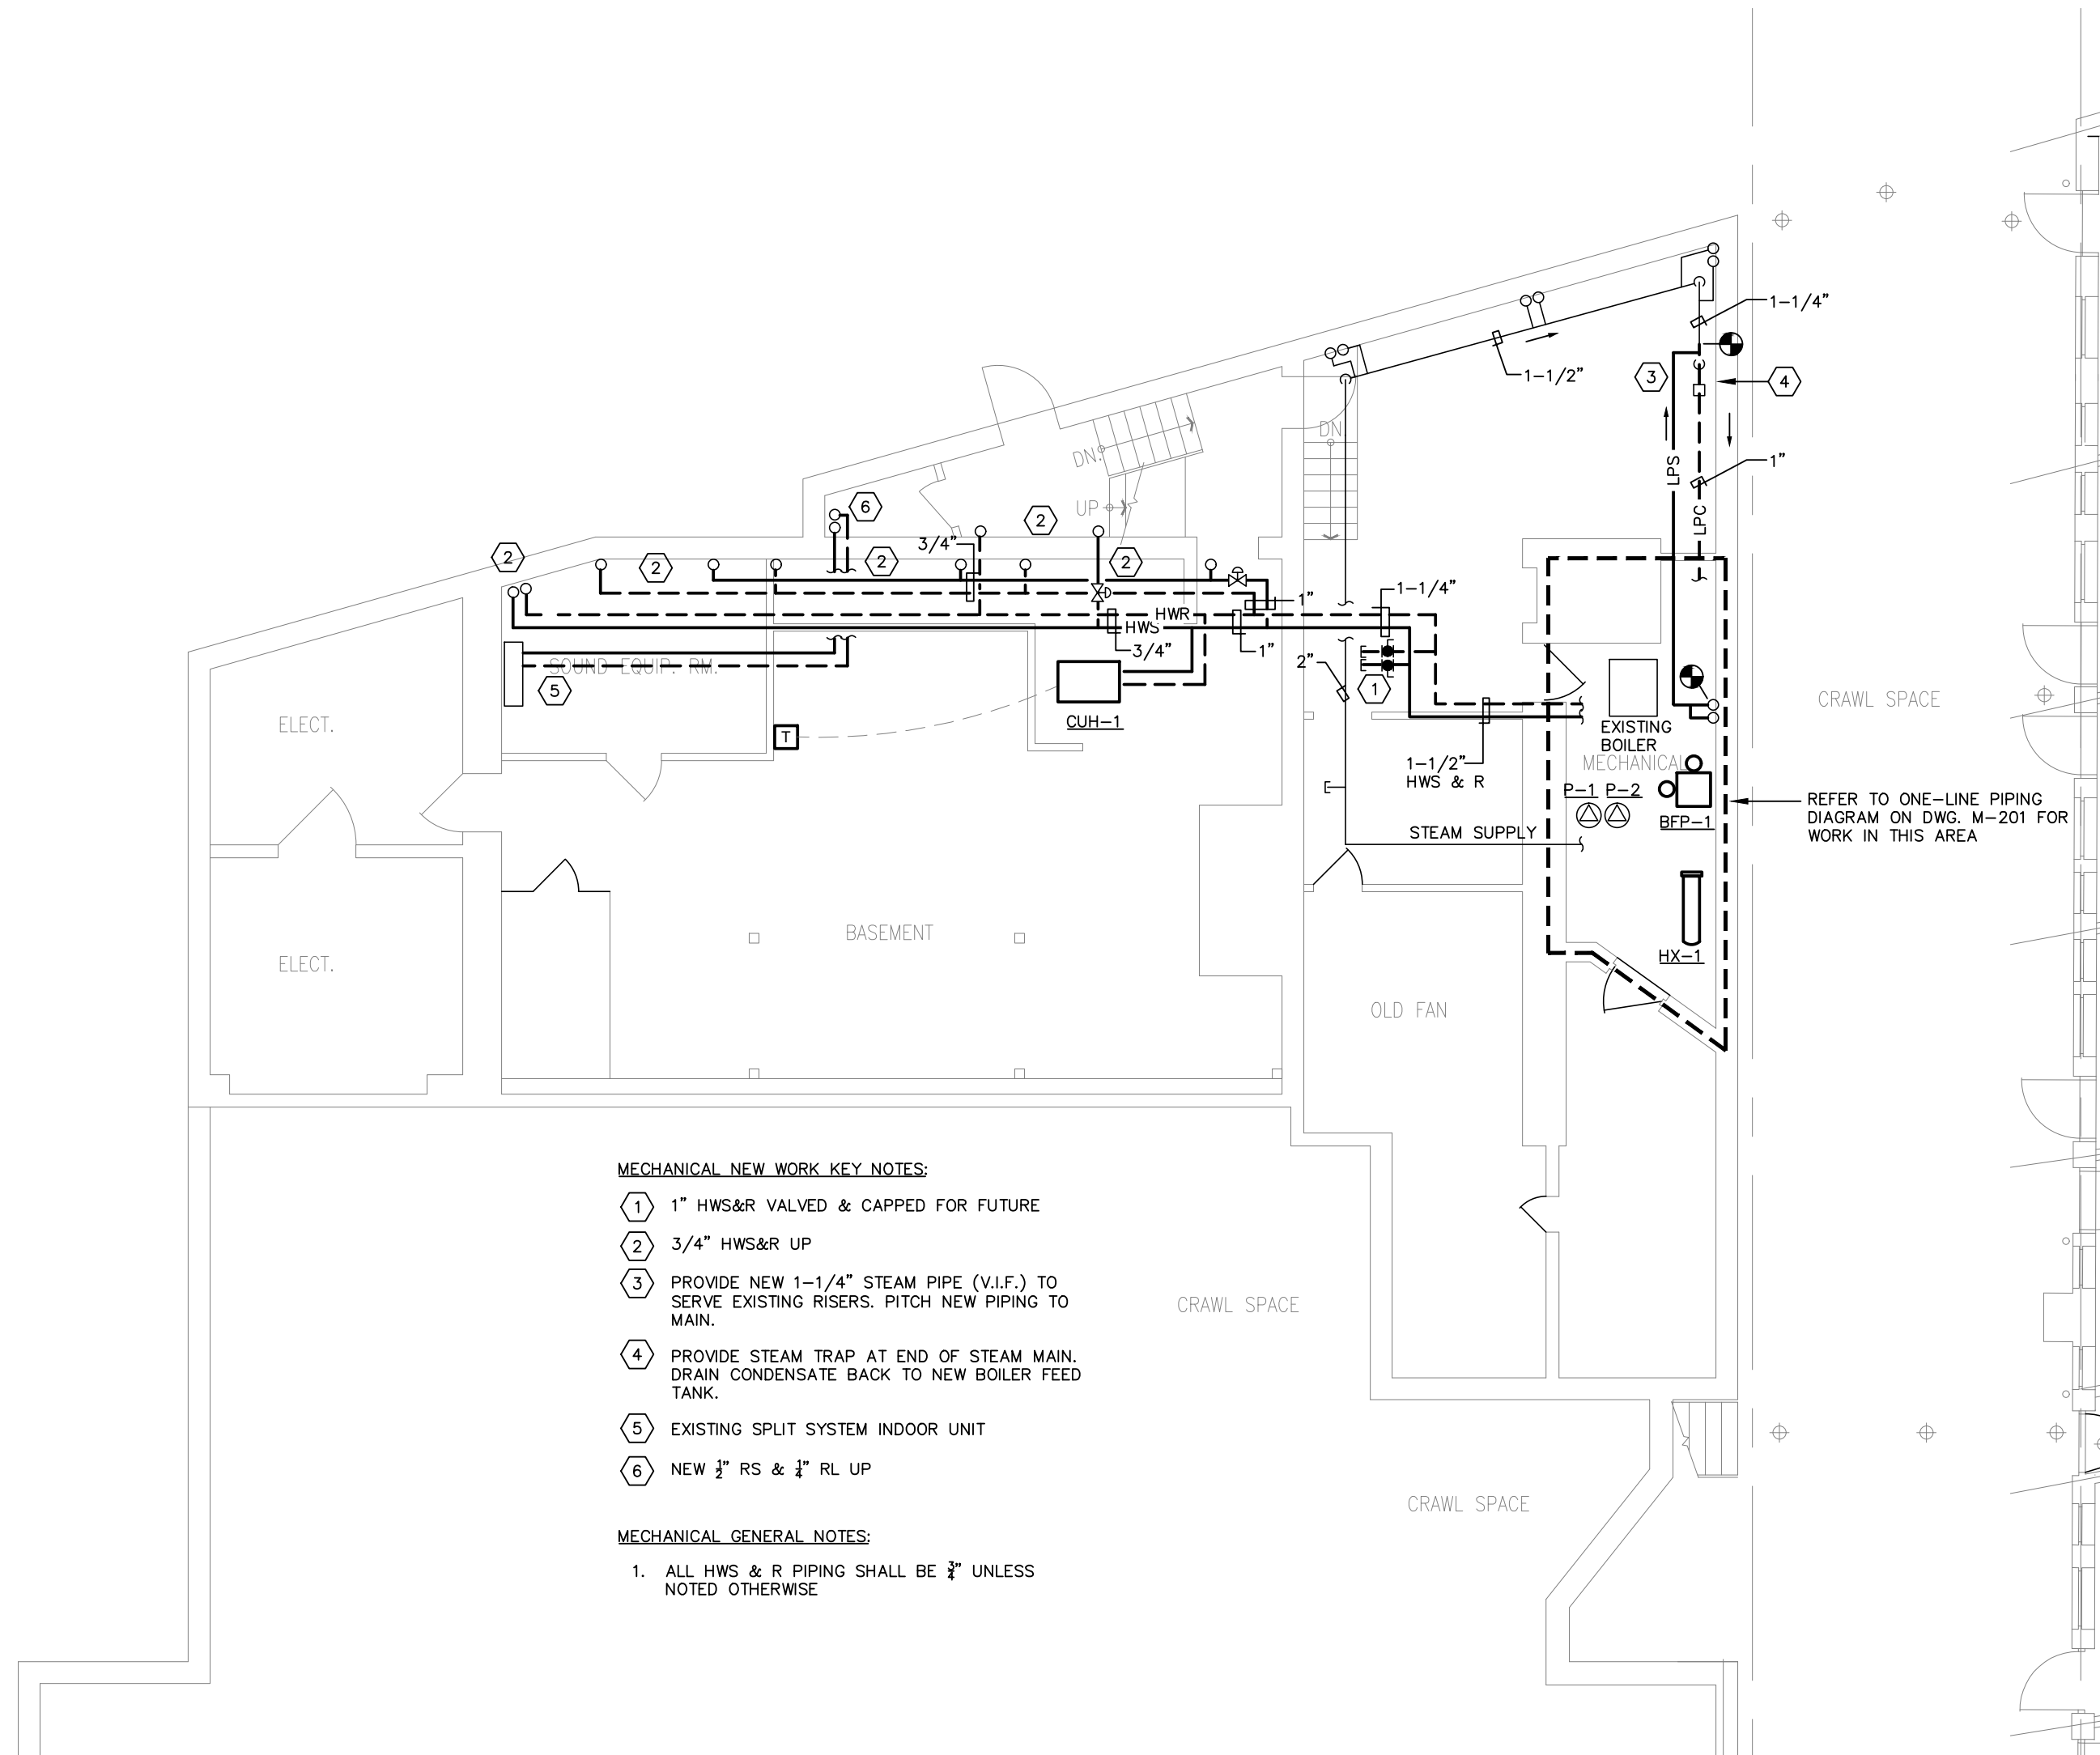 1-1/4"
1-1/2"
3
4
DN
DN.
LPS
1"
UP
6
2
3/4"
2
2
2
2
LPC
1-1/4"
1"
HWR
HWS
3/4"
1"
2"
1
SOUND EQUIP. RM.
5
CRAWL SPACE
ELECT.
CUH-1
T
EXISTING
BOILER
MECHANICAL
1-1/2"
HWS & R
P-1 P-2
BFP-1
REFER TO ONE-LINE PIPING
DIAGRAM ON DWG. M-201 FOR
WORK IN THIS AREA
STEAM SUPPLY
BASEMENT
ELECT.
HX-1
OLD FAN
MECHANICAL NEW WORK KEY NOTES:
1 1" HWS&R VALVED & CAPPED FOR FUTURE
2 3/4" HWS&R UP
3 PROVIDE NEW 1-1/4" STEAM PIPE (V.I.F.) TO
SERVE EXISTING RISERS. PITCH NEW PIPING TO
MAIN.
4 PROVIDE STEAM TRAP AT END OF STEAM MAIN.
DRAIN CONDENSATE BACK TO NEW BOILER FEED
TANK.
5 EXISTING SPLIT SYSTEM INDOOR UNIT
6 NEW 1/2" RS & 1/4" RL UP
CRAWL SPACE
CRAWL SPACE
MECHANICAL GENERAL NOTES:
1. ALL HWS & R PIPING SHALL BE 3/4" UNLESS
NOTED OTHERWISE